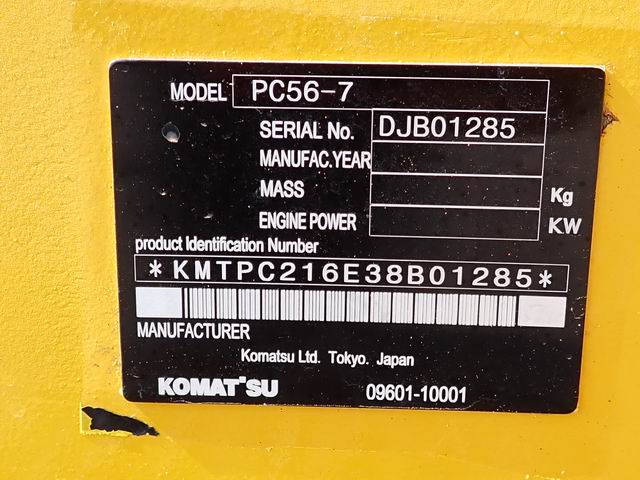 MODEL PC56-7
SERIAL No. DJB01285
MANUFAC.YEAR
MASS Kg
ENGINE POWER KW
product Identification Number
*KMTPC216E38B01285*
MANUFACTURER
Komatsu Ltd. Tokyo. Japan
KOMATSU 09601-10001